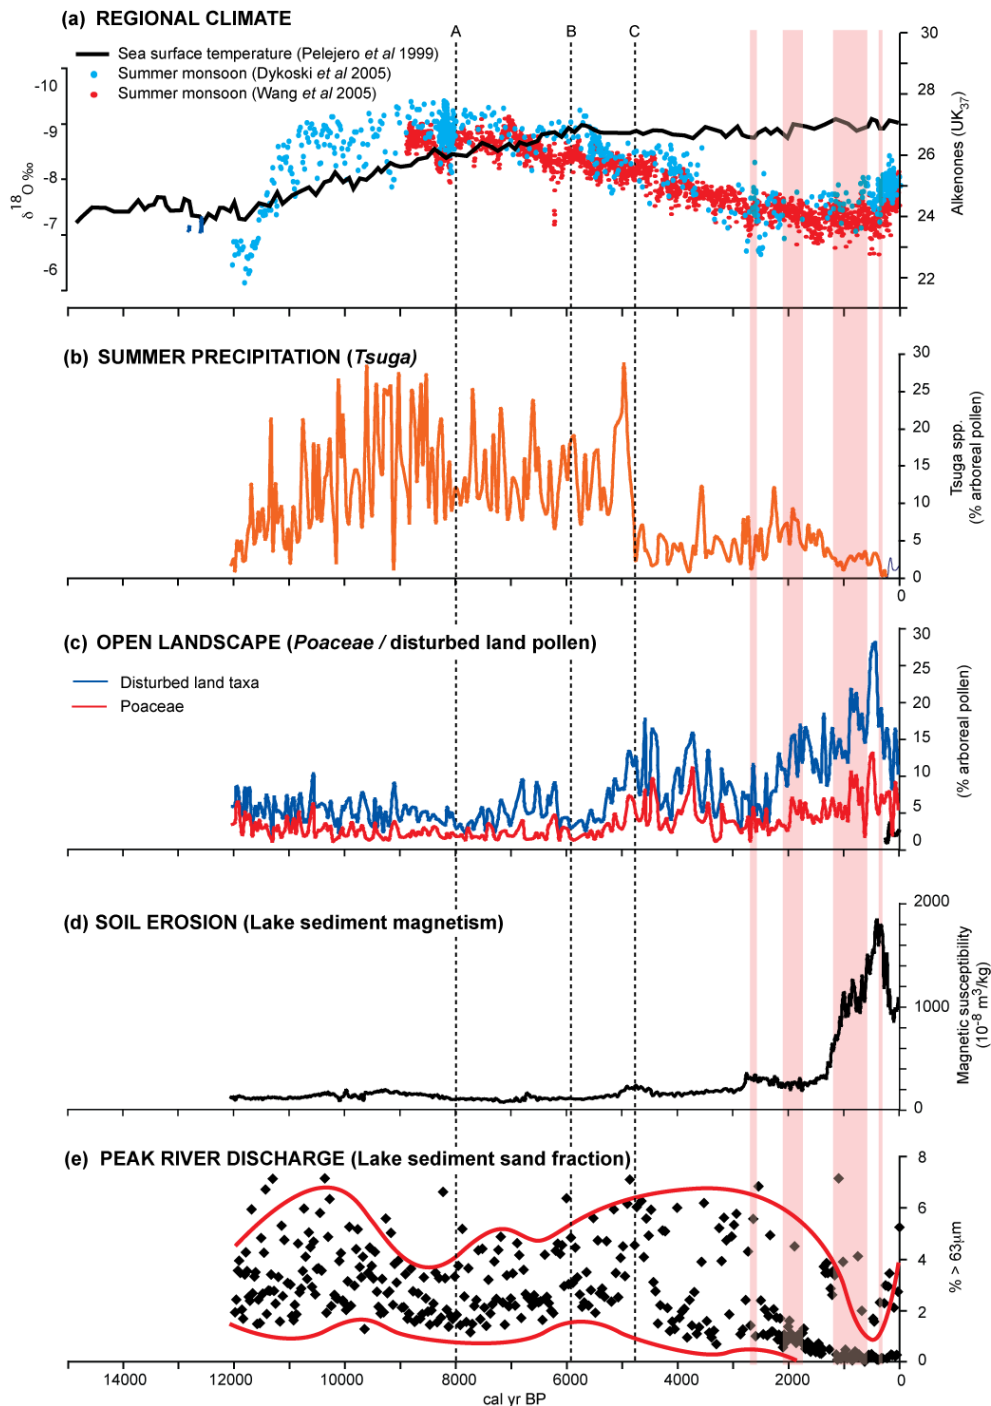 (a) REGIONAL CLIMATE
A
B
C
Sea surface temperature (Pelejero et al 1999)
Summer monsoon (Dykoski et al 2005)
Summer monsoon (Wang et al 2005)
-10
-9
-8
-7
-6
δ 18 O ‰
30
28
26
24
22
Alkenones (UK37)
(b) SUMMER PRECIPITATION (Tsuga)
30
25
20
15
10
5
0
0
Tsuga spp.
(% arboreal pollen)
(c) OPEN LANDSCAPE (Poaceae / disturbed land pollen)
Disturbed land taxa
Poaceae
30
25
20
15
10
5
0
(% arboreal pollen)
(d) SOIL EROSION (Lake sediment magnetism)
2000
1000
0
Magnetic susceptibility
(10-8 m3/kg)
(e) PEAK RIVER DISCHARGE (Lake sediment sand fraction)
8
6
4
2
0
% > 63μm
14000
12000
10000
8000
6000
4000
2000
0
cal yr BP